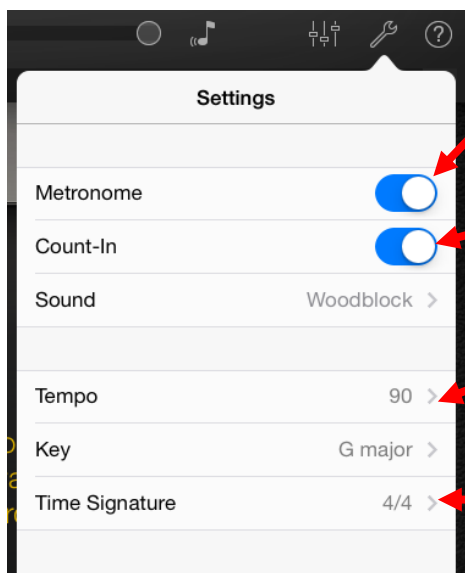 ?
Settings
Metronome
Count-In
Sound Woodblock >
Tempo 90 >
Key G major >
Time Signature 4/4 >